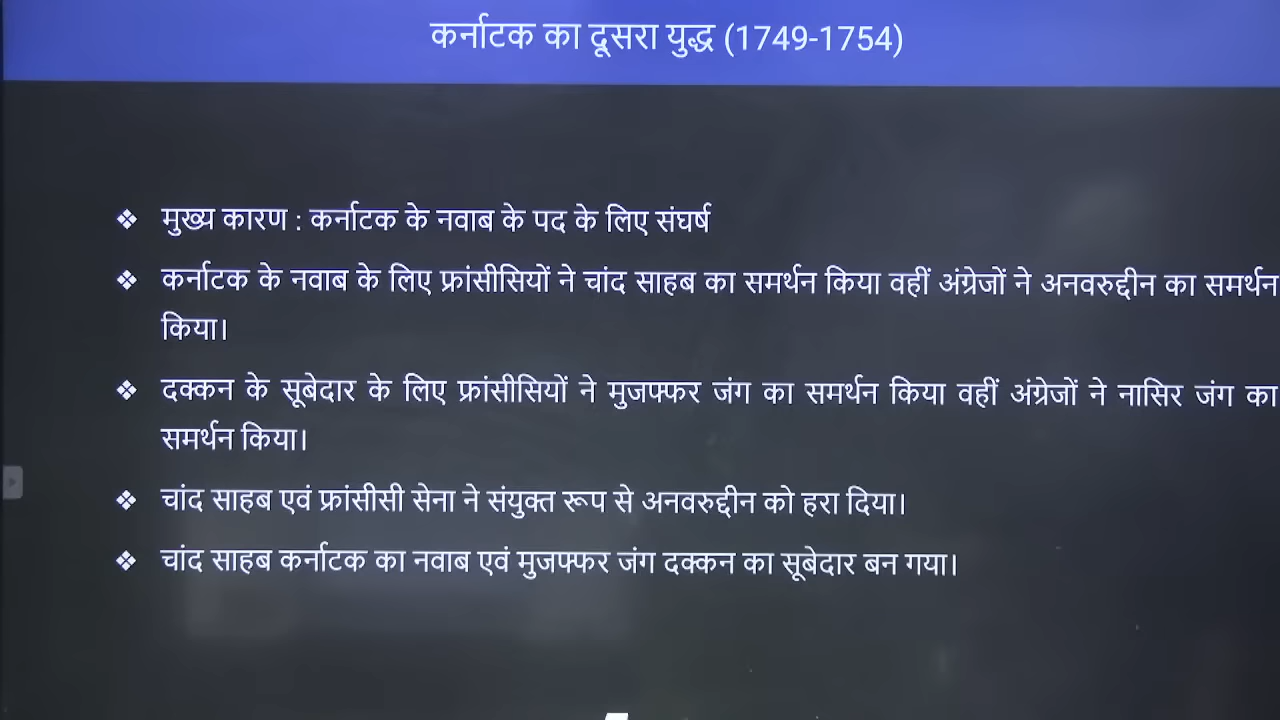 कर्नाटक का दूसरा युद्ध (1749-1754)
❖ मुख्य कारण : कर्नाटक के नवाब के पद के लिए संघर्ष
❖ कर्नाटक के नवाब के लिए फ्रांसीसियों ने चांद साहब का समर्थन किया वहीं अंग्रेजों ने अनवरुद्दीन का समर्थन
किया।
❖ दक्कन के सूबेदार के लिए फ्रांसीसियों ने मुजफ्फर जंग का समर्थन किया वहीं अंग्रेजों ने नासिर जंग का
समर्थन किया।
❖ चांद साहब एवं फ्रांसीसी सेना ने संयुक्त रूप से अनवरुद्दीन को हरा दिया।
❖ चांद साहब कर्नाटक का नवाब एवं मुजफ्फर जंग दक्कन का सूबेदार बन गया।